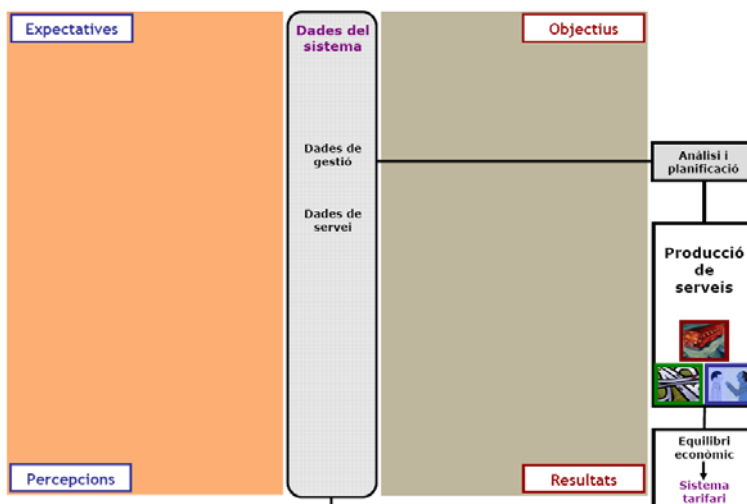 Expectatives
Dades del
sistema
Objectius
Dades de
gestió
Anàlisi i
planificació
Dades de
servei
Producció
de
serveis
Equilibri
econòmic
Sistema
tarifari
Percepcions
Resultats